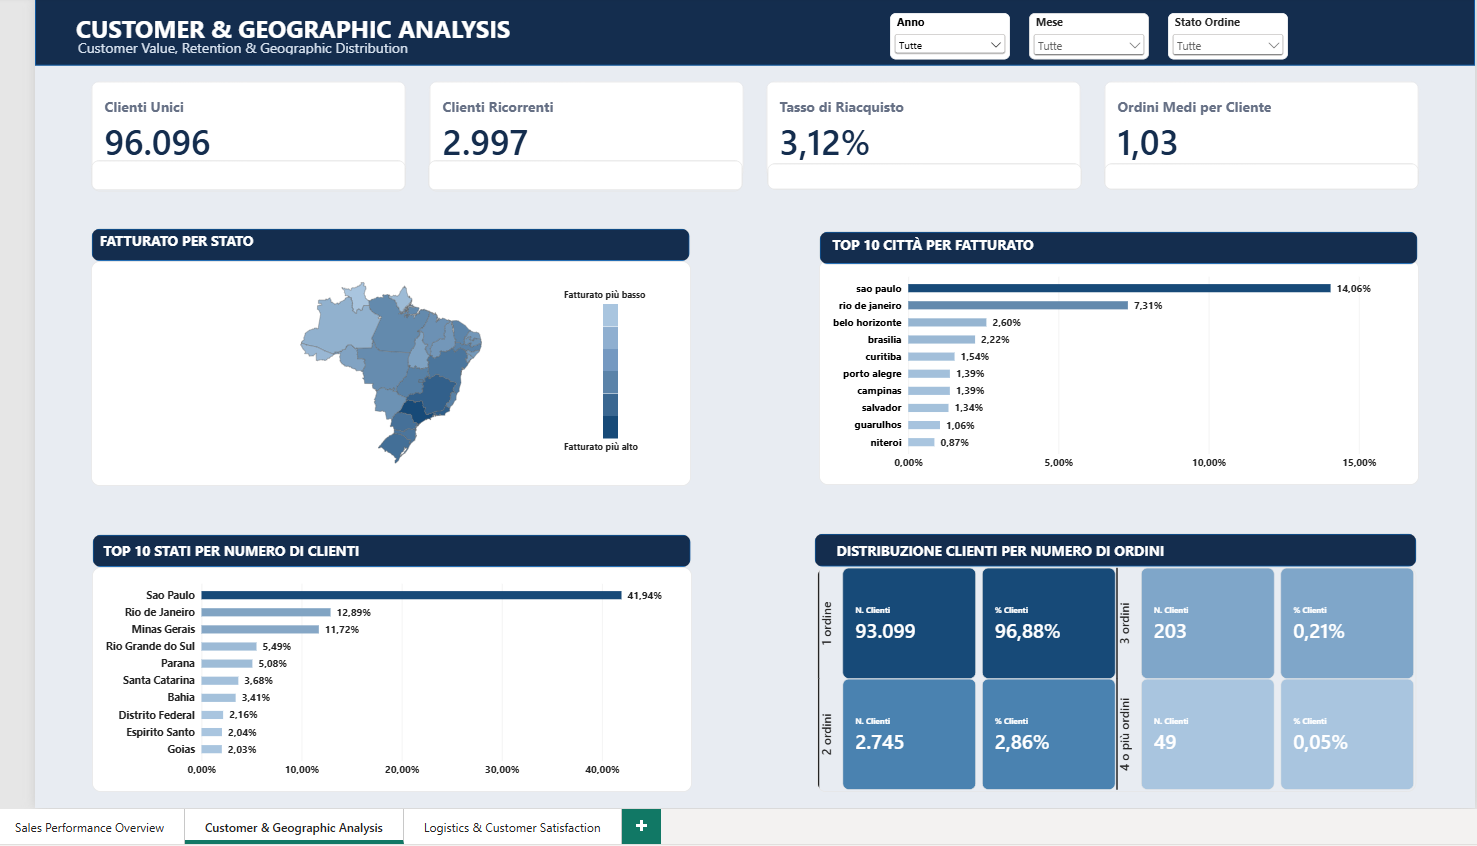 CUSTOMER & GEOGRAPHIC ANALYSIS
Customer Value, Retention & Geographic Distribution
Anno
Tutte
Mese
Tutte
Stato Ordine
Tutte
Clienti Unici
96.096
Clienti Ricorrenti
2.997
Tasso di Riacquisto
3,12%
Ordini Medi per Cliente
1,03
FATTURATO PER STATO
Fatturato più basso
Fatturato più alto
TOP 10 CITTÀ PER FATTURATO
sao paulo 14,06%
rio de janeiro 7,31%
belo horizonte 2,60%
brasilia 2,22%
curitiba 1,54%
porto alegre 1,39%
campinas 1,39%
salvador 1,34%
guarulhos 1,06%
niteroi 0,87%
0,00% 5,00% 10,00% 15,00%
TOP 10 STATI PER NUMERO DI CLIENTI
Sao Paulo 41,94%
Rio de Janeiro 12,89%
Minas Gerais 11,72%
Rio Grande do Sul 5,49%
Parana 5,08%
Santa Catarina 3,68%
Bahia 3,41%
Distrito Federal 2,16%
Espirito Santo 2,04%
Goias 2,03%
0,00% 10,00% 20,00% 30,00% 40,00%
DISTRIBUZIONE CLIENTI PER NUMERO DI ORDINI
1 ordine
N. Clienti
93.099
% Clienti
96,88%
3 ordini
N. Clienti
203
% Clienti
0,21%
2 ordini
N. Clienti
2.745
% Clienti
2,86%
4 o più ordini
N. Clienti
49
% Clienti
0,05%
Sales Performance Overview
Customer & Geographic Analysis
Logistics & Customer Satisfaction
+